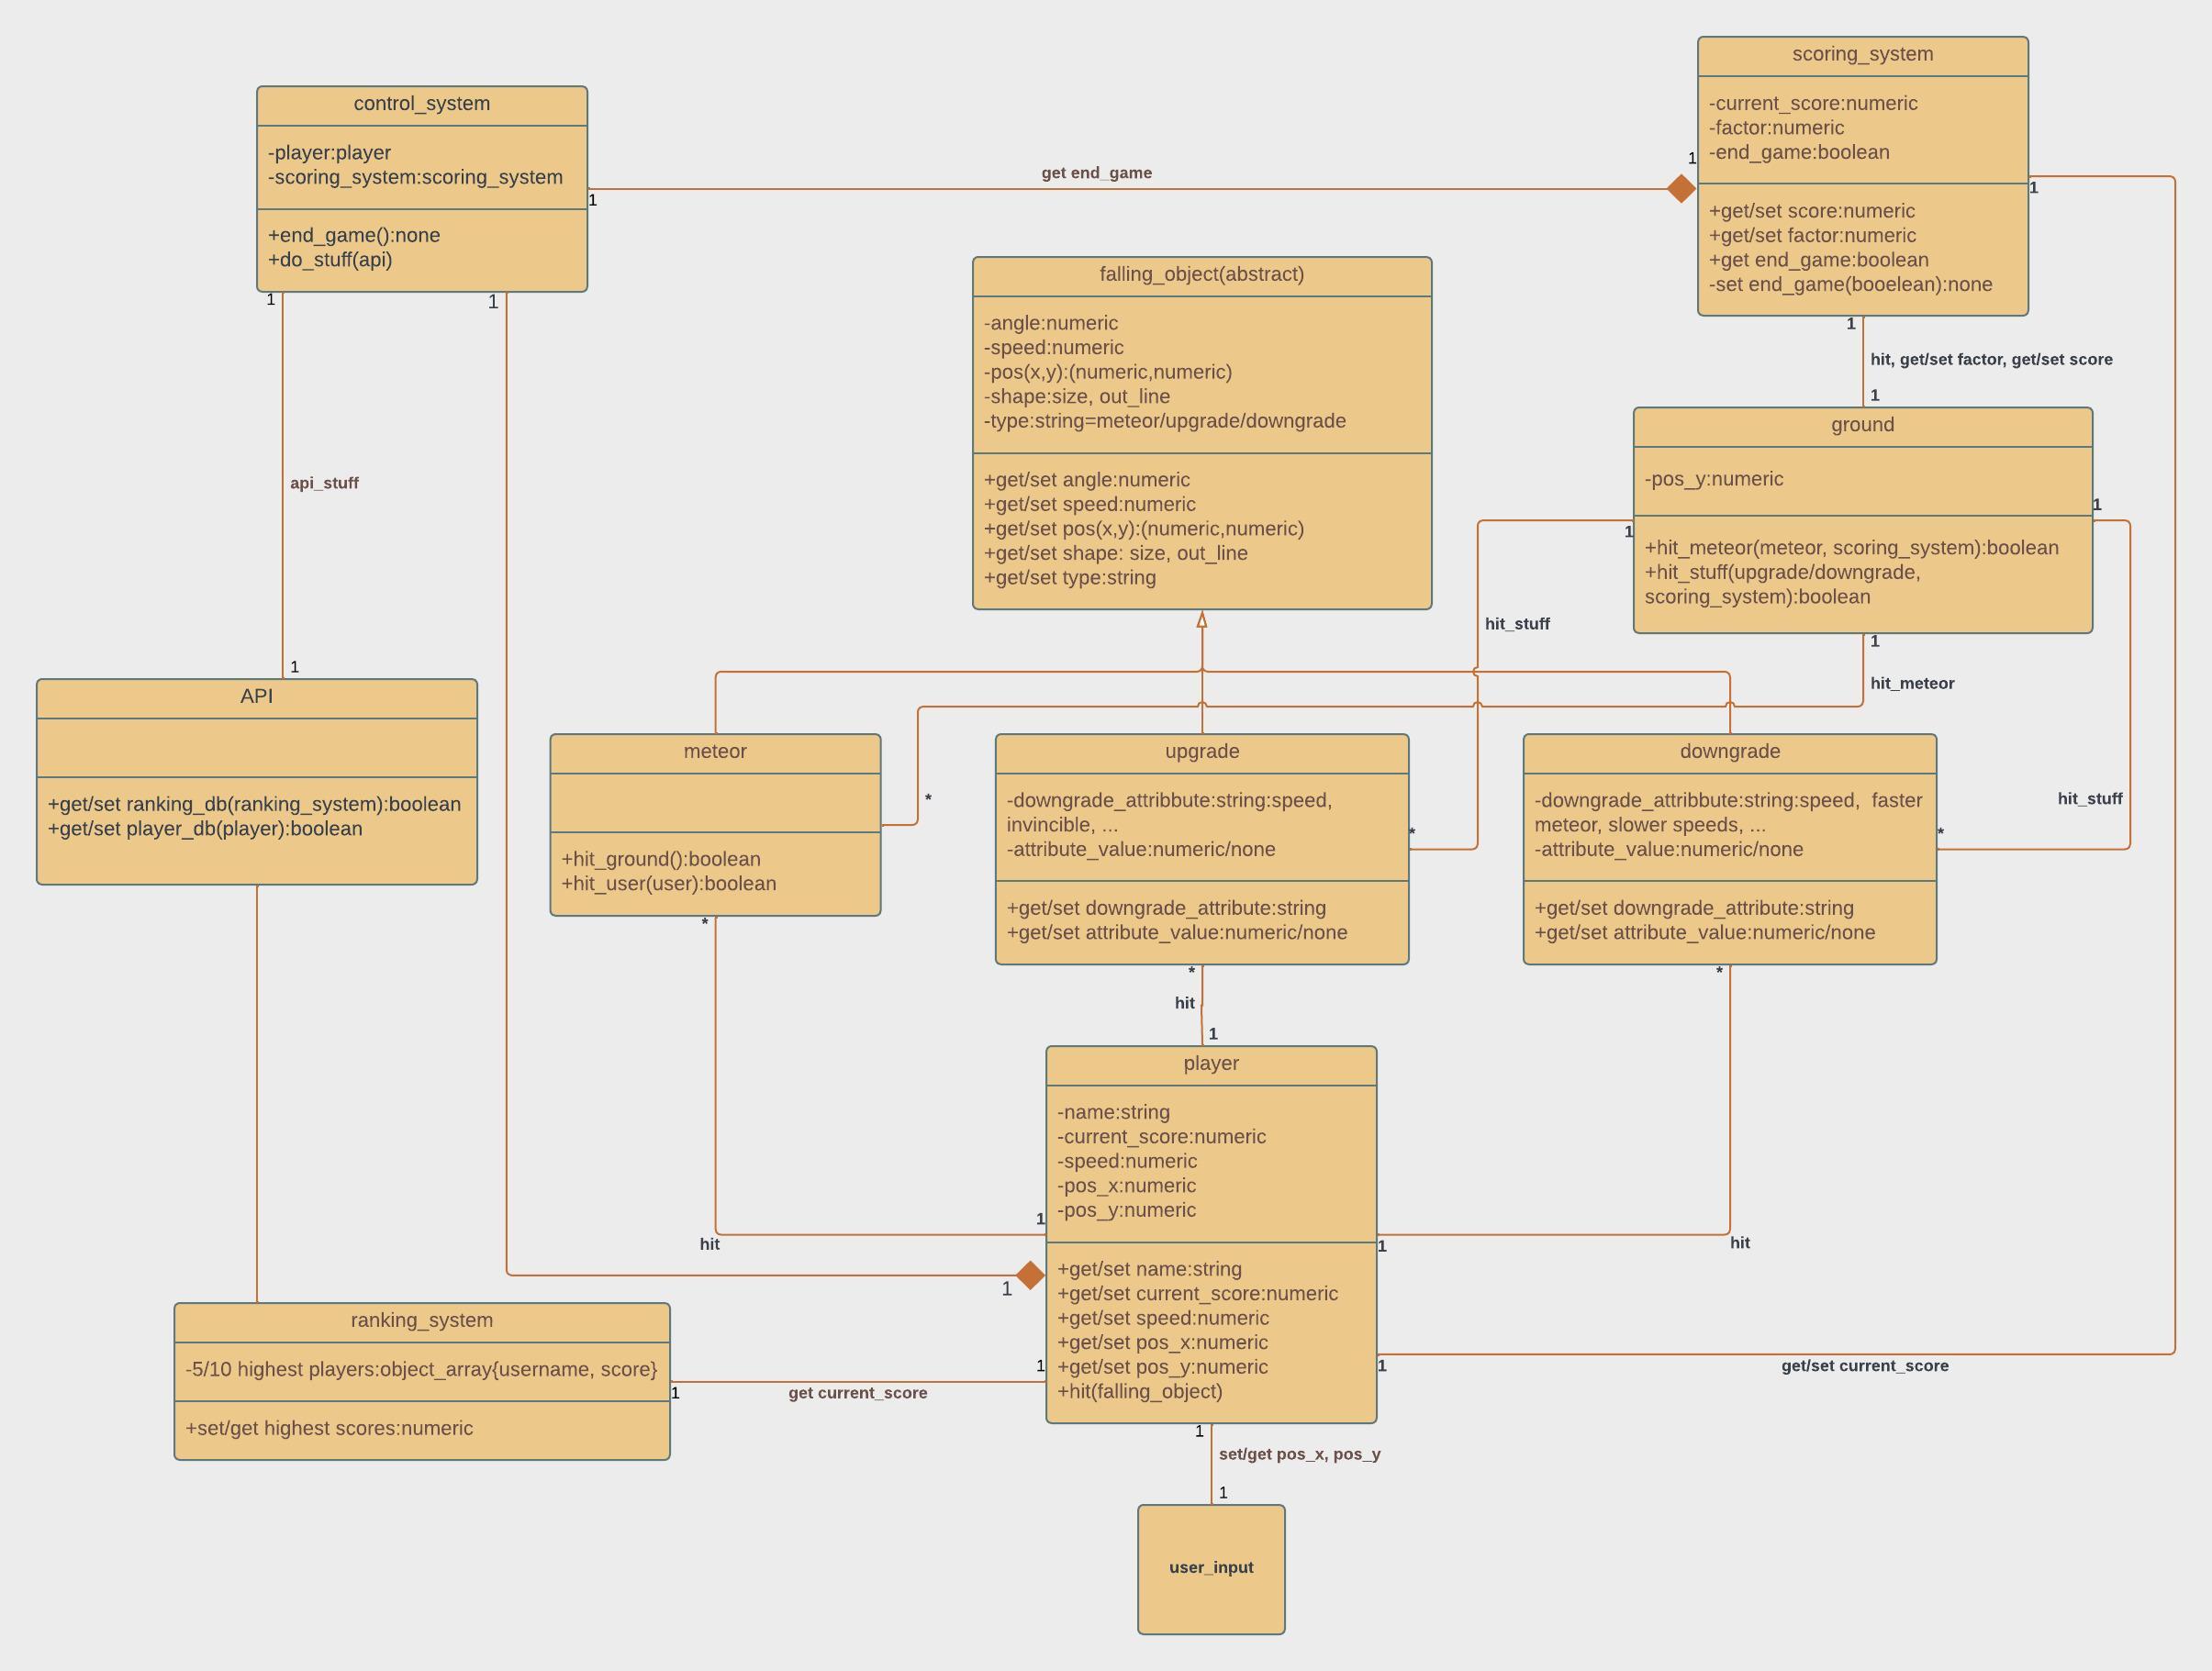 scoring_system
-current_score:numeric
-factor:numeric
-end_game:boolean
+get/set score:numeric
+get/set factor:numeric
+get end_game:boolean
-set end_game(booelean):none
control_system
-player:player
-scoring_system:scoring_system
+end_game():none
+do_stuff(api)
1
get end_game
1
1
1
1
falling_object(abstract)
-angle:numeric
-speed:numeric
-pos(x,y):(numeric,numeric)
-shape:size, out_line
-type:string=meteor/upgrade/downgrade
+get/set angle:numeric
+get/set speed:numeric
+get/set pos(x,y):(numeric,numeric)
+get/set shape: size, out_line
+get/set type:string
1
hit, get/set factor, get/set score
1
ground
-pos_y:numeric
+hit_meteor(meteor, scoring_system):boolean
+hit_stuff(upgrade/downgrade,
scoring_system):boolean
1
1
1
api_stuff
1
hit_stuff
hit_meteor
hit_stuff
API
+get/set ranking_db(ranking_system):boolean
+get/set player_db(player):boolean
meteor
+hit_ground():boolean
+hit_user(user):boolean
*
*
upgrade
-downgrade_attribbute:string:speed,
invincible, ...
-attribute_value:numeric/none
+get/set downgrade_attribute:string
+get/set attribute_value:numeric/none
*
*
downgrade
-downgrade_attribbute:string:speed,  faster
meteor, slower speeds, ...
-attribute_value:numeric/none
+get/set downgrade_attribute:string
+get/set attribute_value:numeric/none
*
*
hit
1
player
-name:string
-current_score:numeric
-speed:numeric
-pos_x:numeric
-pos_y:numeric
+get/set name:string
+get/set current_score:numeric
+get/set speed:numeric
+get/set pos_x:numeric
+get/set pos_y:numeric
+hit(falling_object)
1
hit
1
hit
1
ranking_system
-5/10 highest players:object_array{username, score}
+set/get highest scores:numeric
1
get current_score
1
1
get/set current_score
1
set/get pos_x, pos_y
1
user_input